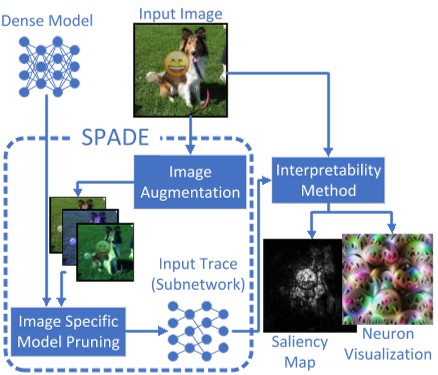 Dense Model
Input Image
SPADE
Image
Augmentation
Interpretability
Method
Input Trace
(Subnetwork)
Image Specific
Model Pruning
Saliency
Map
Neuron
Visualization